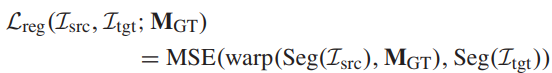 ℒreg(ℐsrc, ℐtgt; MGT)
= MSE(warp(Seg(ℐsrc), MGT), Seg(ℐtgt))